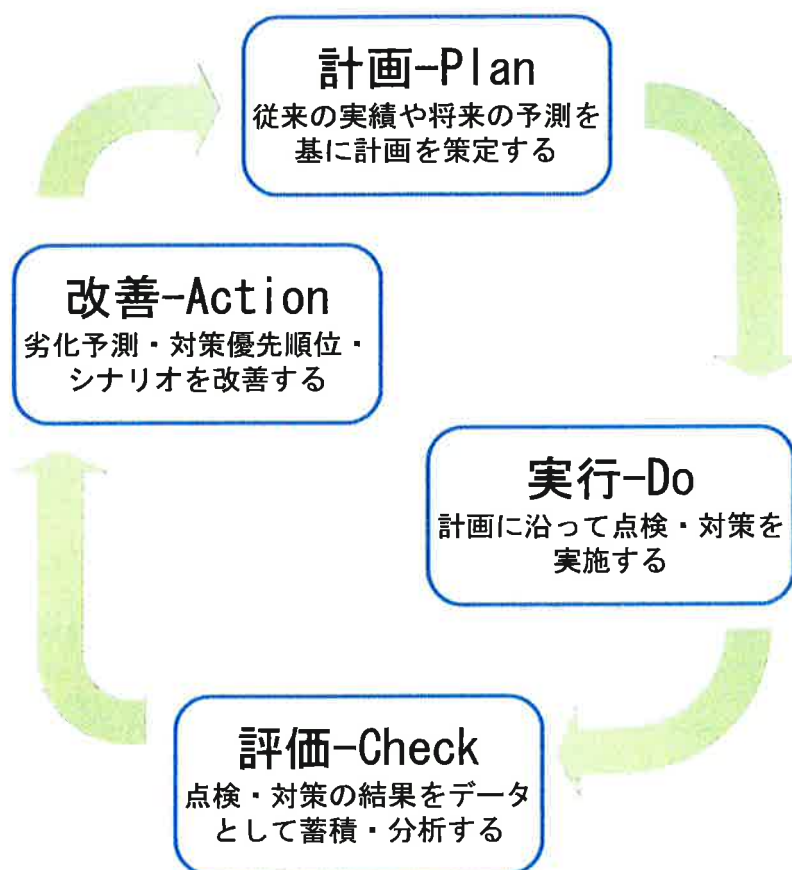 計画-Plan
従来の実績や将来の予測を
基に計画を策定する
改善-Action
劣化予測・対策優先順位・
シナリオを改善する
実行-Do
計画に沿って点検・対策を
実施する
評価-Check
点検・対策の結果をデータ
として蓄積・分析する